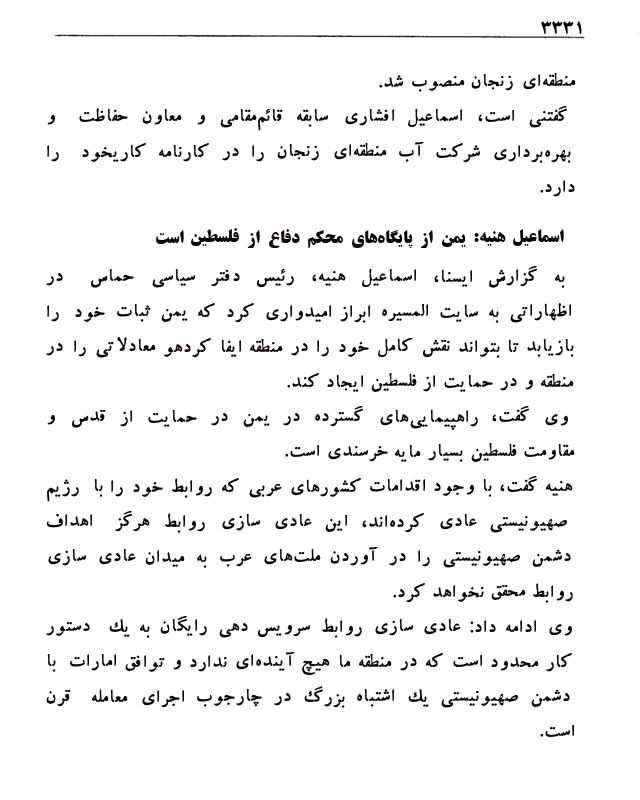 ۳۳۳۱
منطقه‌ای زنجان منصوب شد.
گفتنی است، اسماعیل افشاری سابقه قائم‌مقامی و معاون حفاظت و
بهره‌برداری شرکت آب منطقه‌ای زنجان را در کارنامه کاریخود را
دارد.
اسماعیل هنیه: یمن از پایگاه‌های محکم دفاع از فلسطین است
به گزارش ایسنا، اسماعیل هنیه، رئیس دفتر سیاسی حماس در
اظهاراتی به سایت المسیره ابراز امیدواری کرد که یمن ثبات خود را
بازیابد تا بتواند نقش کامل خود را در منطقه ایفا کردهو معادلاتی را در
منطقه و در حمایت از فلسطین ایجاد کند.
وی گفت، راهپیمایی‌های گسترده در یمن در حمایت از قدس و
مقاومت فلسطین بسیار مایه خرسندی است.
هنیه گفت، با وجود اقدامات کشورهای عربی که روابط خود را با رژیم
صهیونیستی عادی کرده‌اند، این عادی سازی روابط هرگز اهداف
دشمن صهیونیستی را در آوردن ملت‌های عرب به میدان عادی سازی
روابط محقق نخواهد کرد.
وی ادامه داد: عادی سازی روابط سرویس دهی رایگان به یك دستور
کار محدود است که در منطقه ما هیچ آینده‌ای ندارد و توافق امارات با
دشمن صهیونیستی یك اشتباه بزرگ در چارجوب اجرای معامله قرن
است.